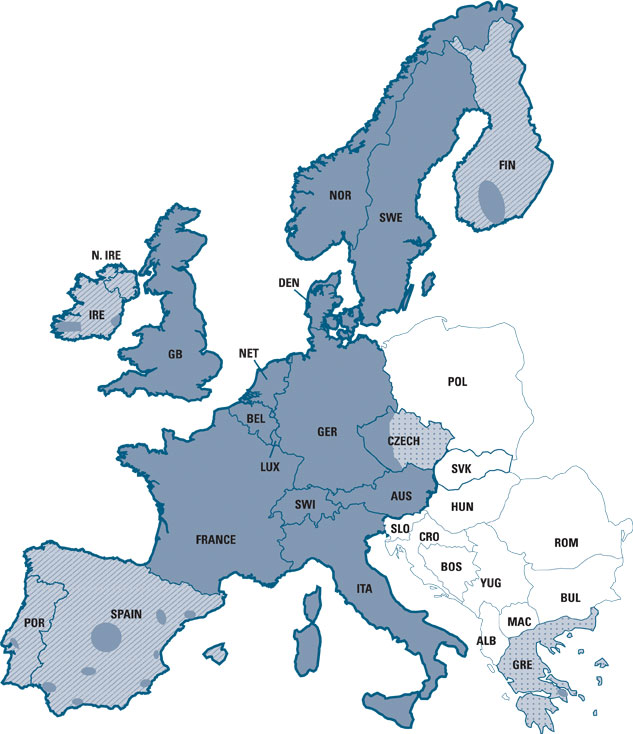 FIN
NOR
SWE
N. IRE
DEN
IRE
GB
NET
POL
BEL
GER
CZECH
LUX
SVK
AUS
SWI
HUN
SLO
CRO
FRANCE
ROM
BOS
YUG
ITA
BUL
SPAIN
POR
MAC
ALB
GRE